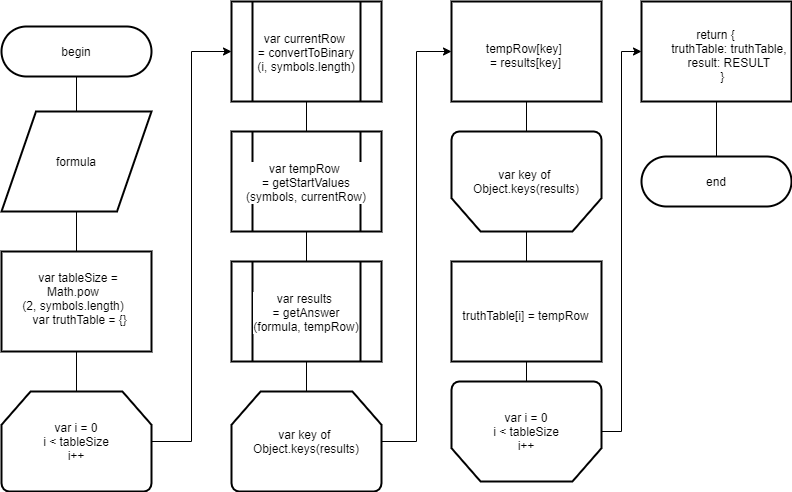 begin
formula
var tableSize =
Math.pow
(2, symbols.length)
var truthTable = {}
var i = 0
i < tableSize
i++
var currentRow
= convertToBinary
(i, symbols.length)
var tempRow
= getStartValues
(symbols, currentRow)
var results
= getAnswer
(formula, tempRow)
var key of
Object.keys(results)
tempRow[key]
= results[key]
var key of
Object.keys(results)
truthTable[i] = tempRow
var i = 0
i < tableSize
i++
return {
truthTable: truthTable,
result: RESULT
}
end